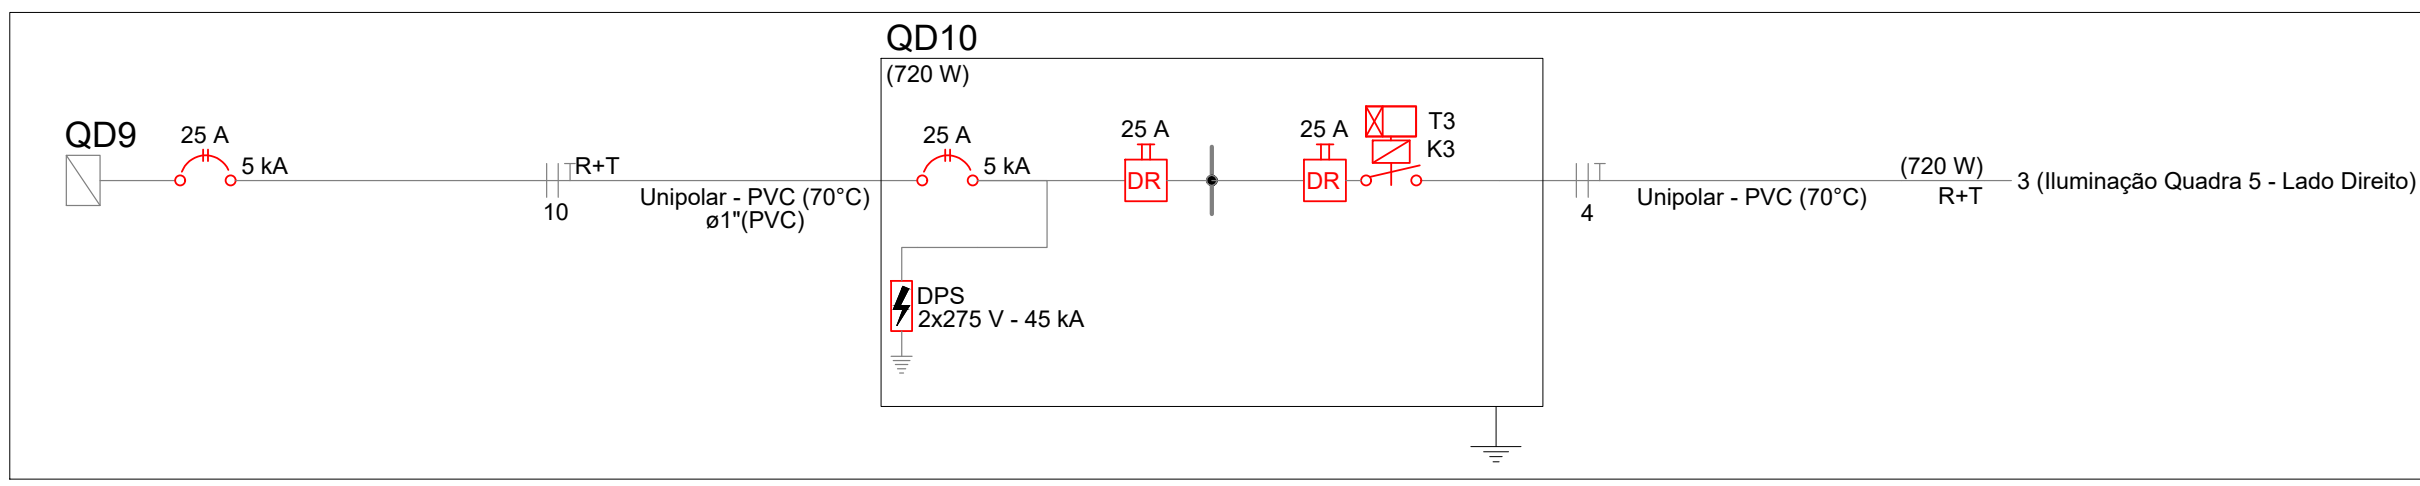 QD10
(720 W)
QD9
25 A
5 kA
R+T
10
Unipolar - PVC (70°C)
ø1"(PVC)
25 A
5 kA
25 A
DR
25 A
DR
T3
K3
DPS
2x275 V - 45 kA
T
4
Unipolar - PVC (70°C)
(720 W)
R+T
3 (Iluminação Quadra 5 - Lado Direito)